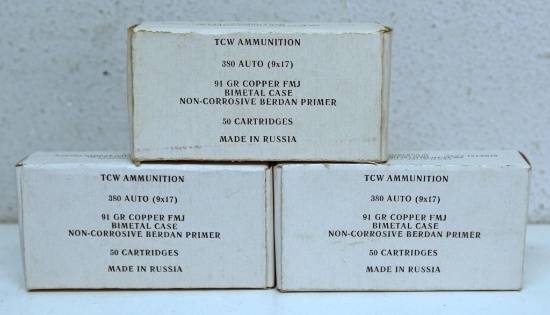 TCW AMMUNITION
380 AUTO (9x17)
91 GR COPPER FMJ
BIMETAL CASE
NON-CORROSIVE BERDAN PRIMER
50 CARTRIDGES
MADE IN RUSSIA
TCW AMMUNITION
380 AUTO (9x17)
91 GR COPPER FMJ
BIMETAL CASE
NON-CORROSIVE BERDAN PRIMER
50 CARTRIDGES
MADE IN RUSSIA
TCW AMMUNITION
380 AUTO (9x17)
91 GR COPPER FMJ
BIMETAL CASE
NON-CORROSIVE BERDAN PRIMER
50 CARTRIDGES
MADE IN RUSSIA